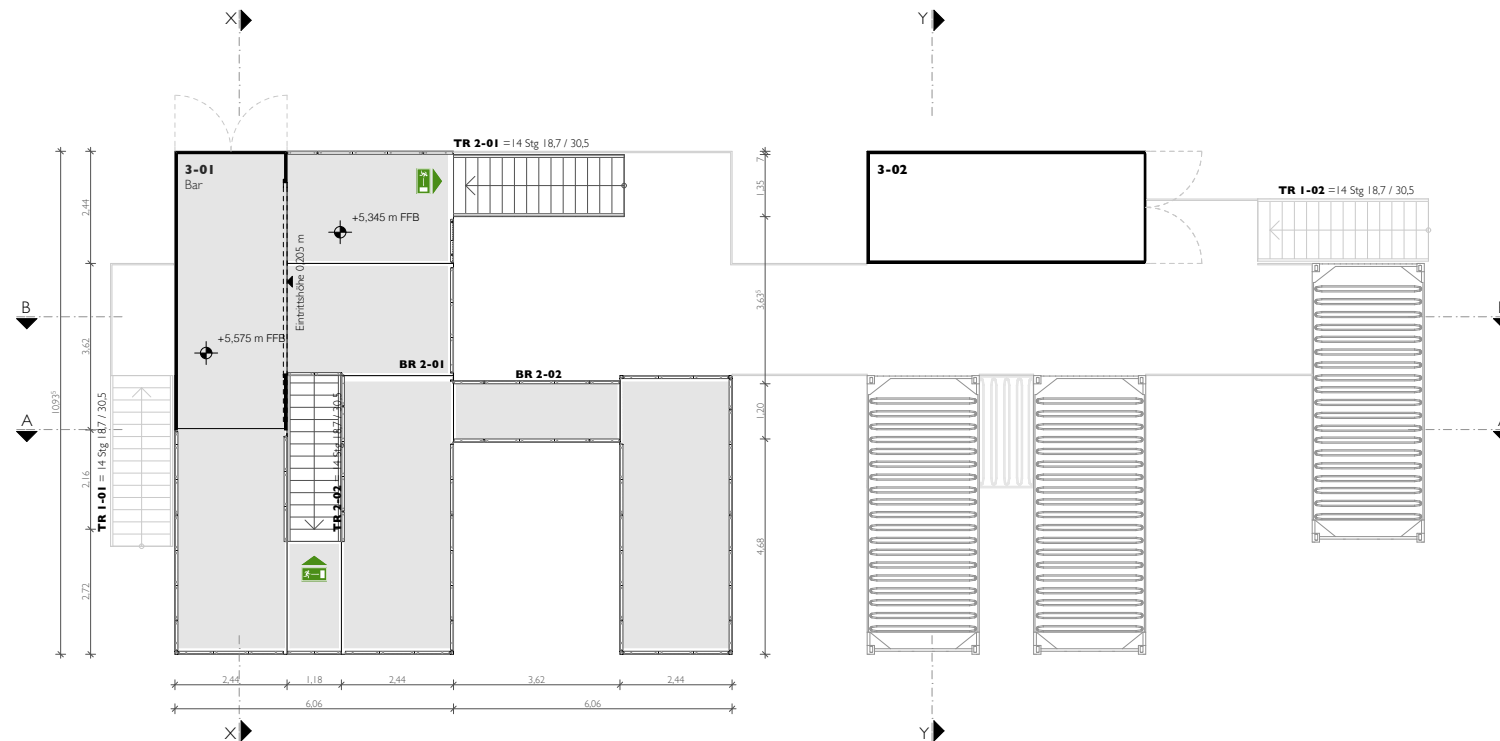 X
Y
TR 2-01 =14 Stg 18,7 / 30,5
3-01
Bar
3-02
TR 1-02 =14 Stg 18,7 / 30,5
+5,345 m FFB
Eintrittshöhe 0,205 m
B
+5,575 m FFB
BR 2-01
BR 2-02
A
TR 1-01 = 14 Stg 18,7 / 30,5
TR 2-02 = 14 Stg 18,7 / 30,5
10,93⁵
2,44
3,62
2,16
2,72
7
1,35
3,63⁵
1,20
4,68
2,44
1,18
2,44
3,62
2,44
6,06
6,06
X
Y